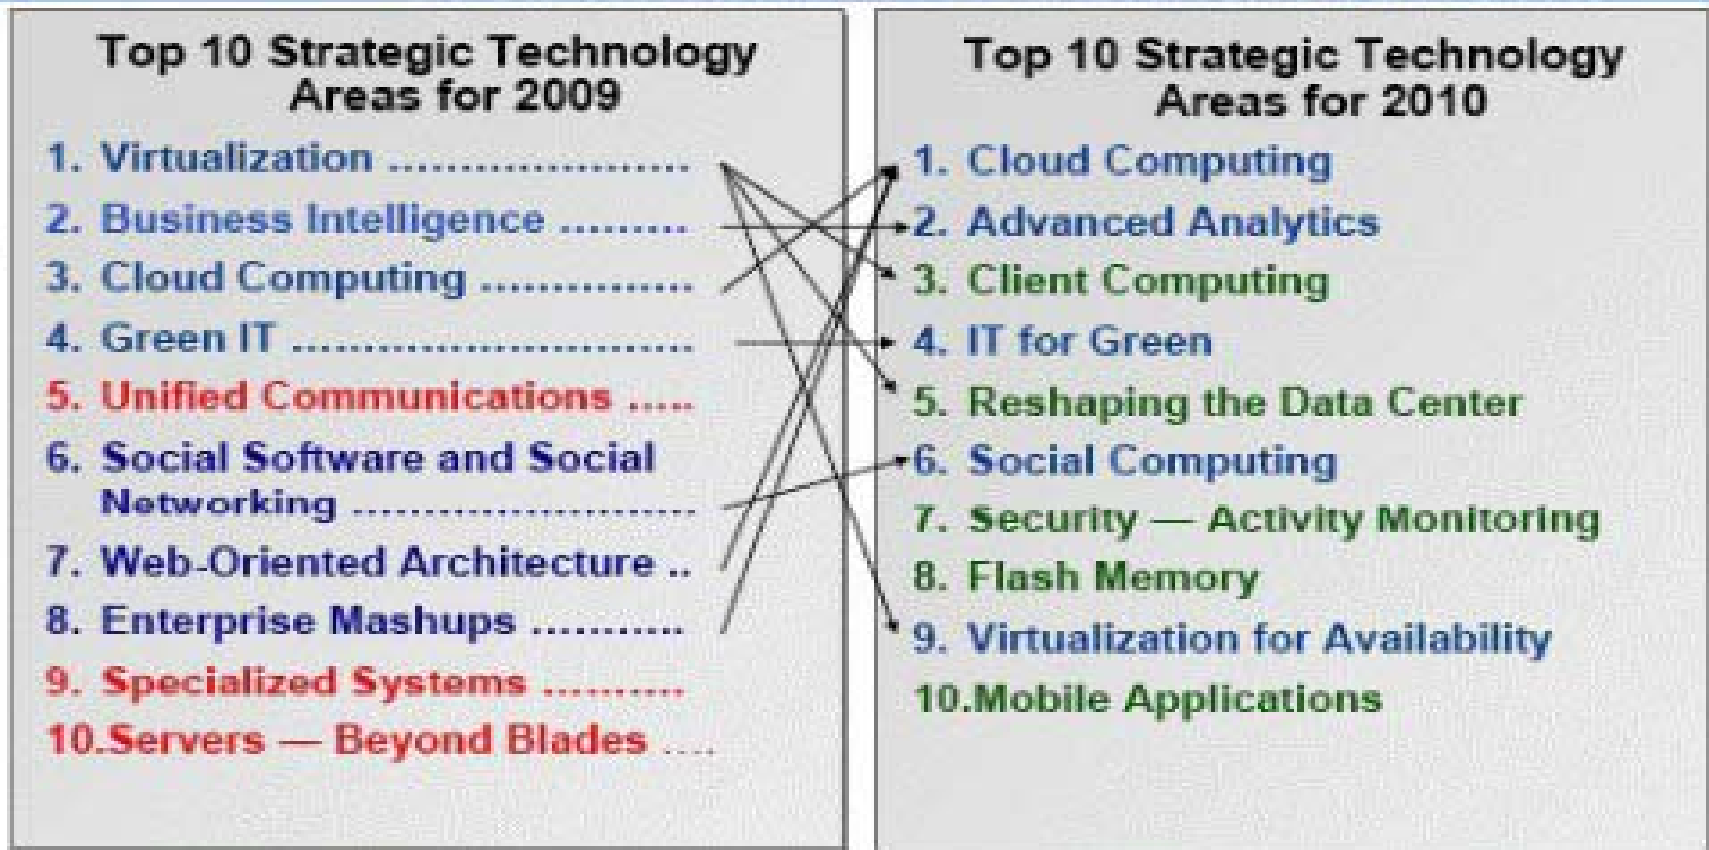 Top 10 Strategic Technology
Areas for 2009
1. Virtualization .....................
2. Business Intelligence .........
3. Cloud Computing ...............
4. Green IT ............................
5. Unified Communications .....
6. Social Software and Social
Networking ........................
7. Web-Oriented Architecture ..
8. Enterprise Mashups ...........
9. Specialized Systems ..........
10.Servers — Beyond Blades ....
Top 10 Strategic Technology
Areas for 2010
1. Cloud Computing
2. Advanced Analytics
3. Client Computing
4. IT for Green
5. Reshaping the Data Center
6. Social Computing
7. Security — Activity Monitoring
8. Flash Memory
9. Virtualization for Availability
10.Mobile Applications